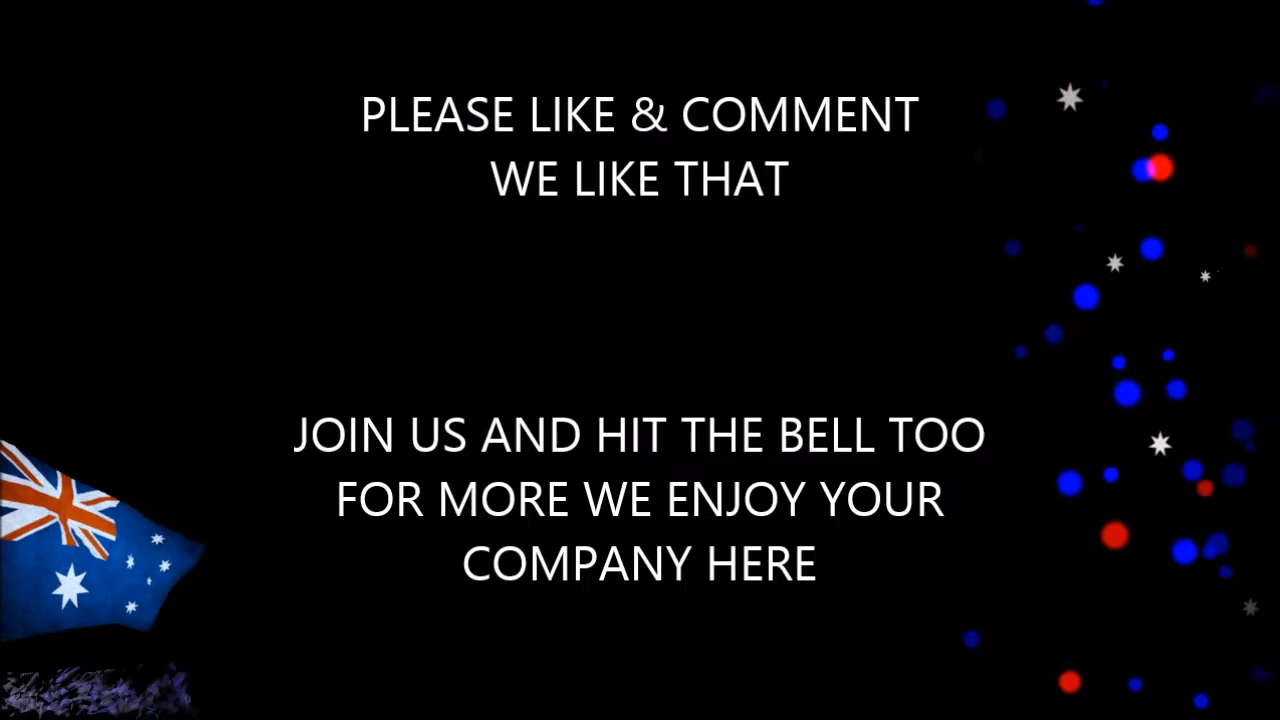 PLEASE LIKE & COMMENT
WE LIKE THAT
JOIN US AND HIT THE BELL TOO
FOR MORE WE ENJOY YOUR
COMPANY HERE